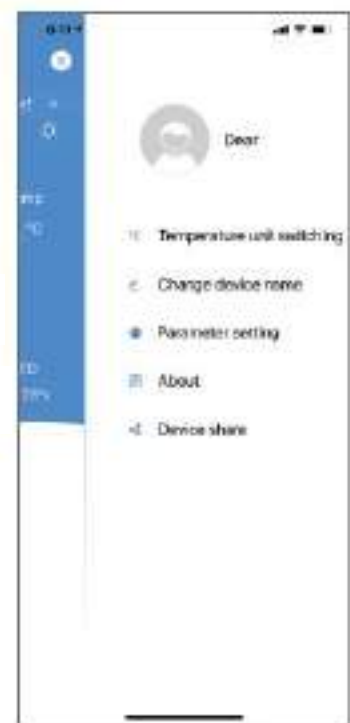 Dear
°C
Temperature unit switching
Change device name
Parameter setting
About
Device share